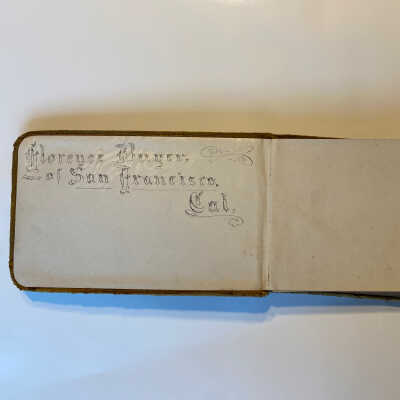 Florence
of San Francisco,
Cal.